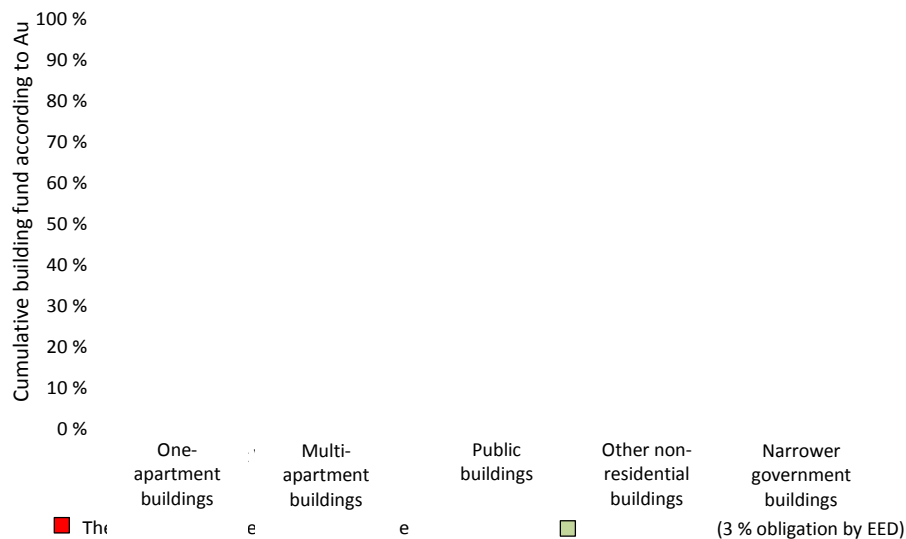 Cumulative building fund according to Au
100 %
90 %
80 %
70 %
60 %
50 %
40 %
30 %
20 %
10 %
0 %
One-
apartment
buildings
Multi-
apartment
buildings
Public
buildings
Other non-
residential
buildings
Narrower
government
buildings
(3 % obligation by EED)